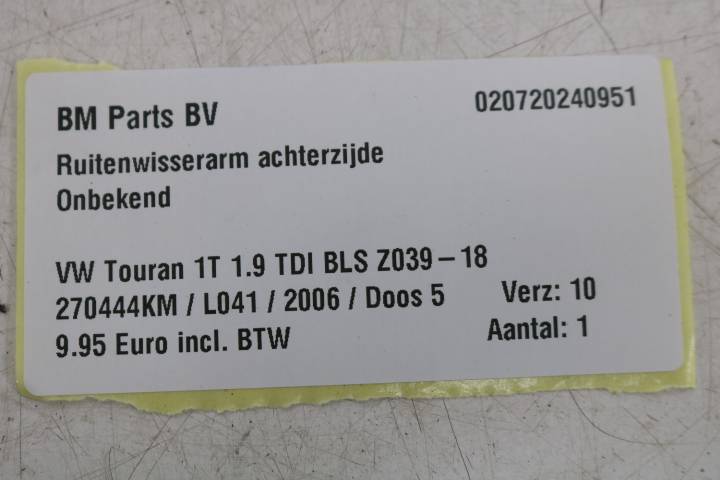 BM Parts BV 020720240951
Ruitenwisserarm achterzijde
Onbekend
VW Touran 1T 1.9 TDI BLS Z039-18
270444KM / L041 / 2006 / Doos 5 Verz: 10
9.95 Euro incl. BTW Aantal: 1